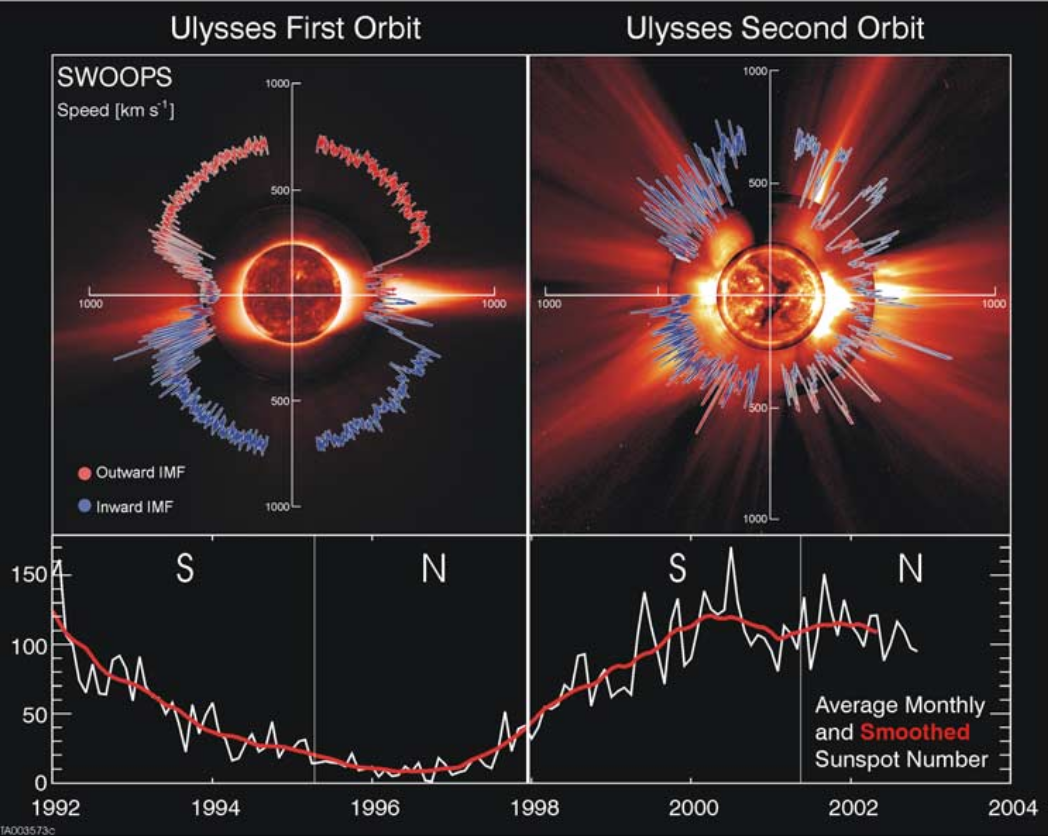 Ulysses First Orbit
Ulysses Second Orbit
SWOOPS
Speed [km s⁻¹]
1000
500
1000
1000
500
1000
Outward IMF
Inward IMF
1000
500
1000
1000
500
1000
S
N
S
N
150
100
50
0
Average Monthly
and Smoothed
Sunspot Number
1992
1994
1996
1998
2000
2002
2004
TA003573c